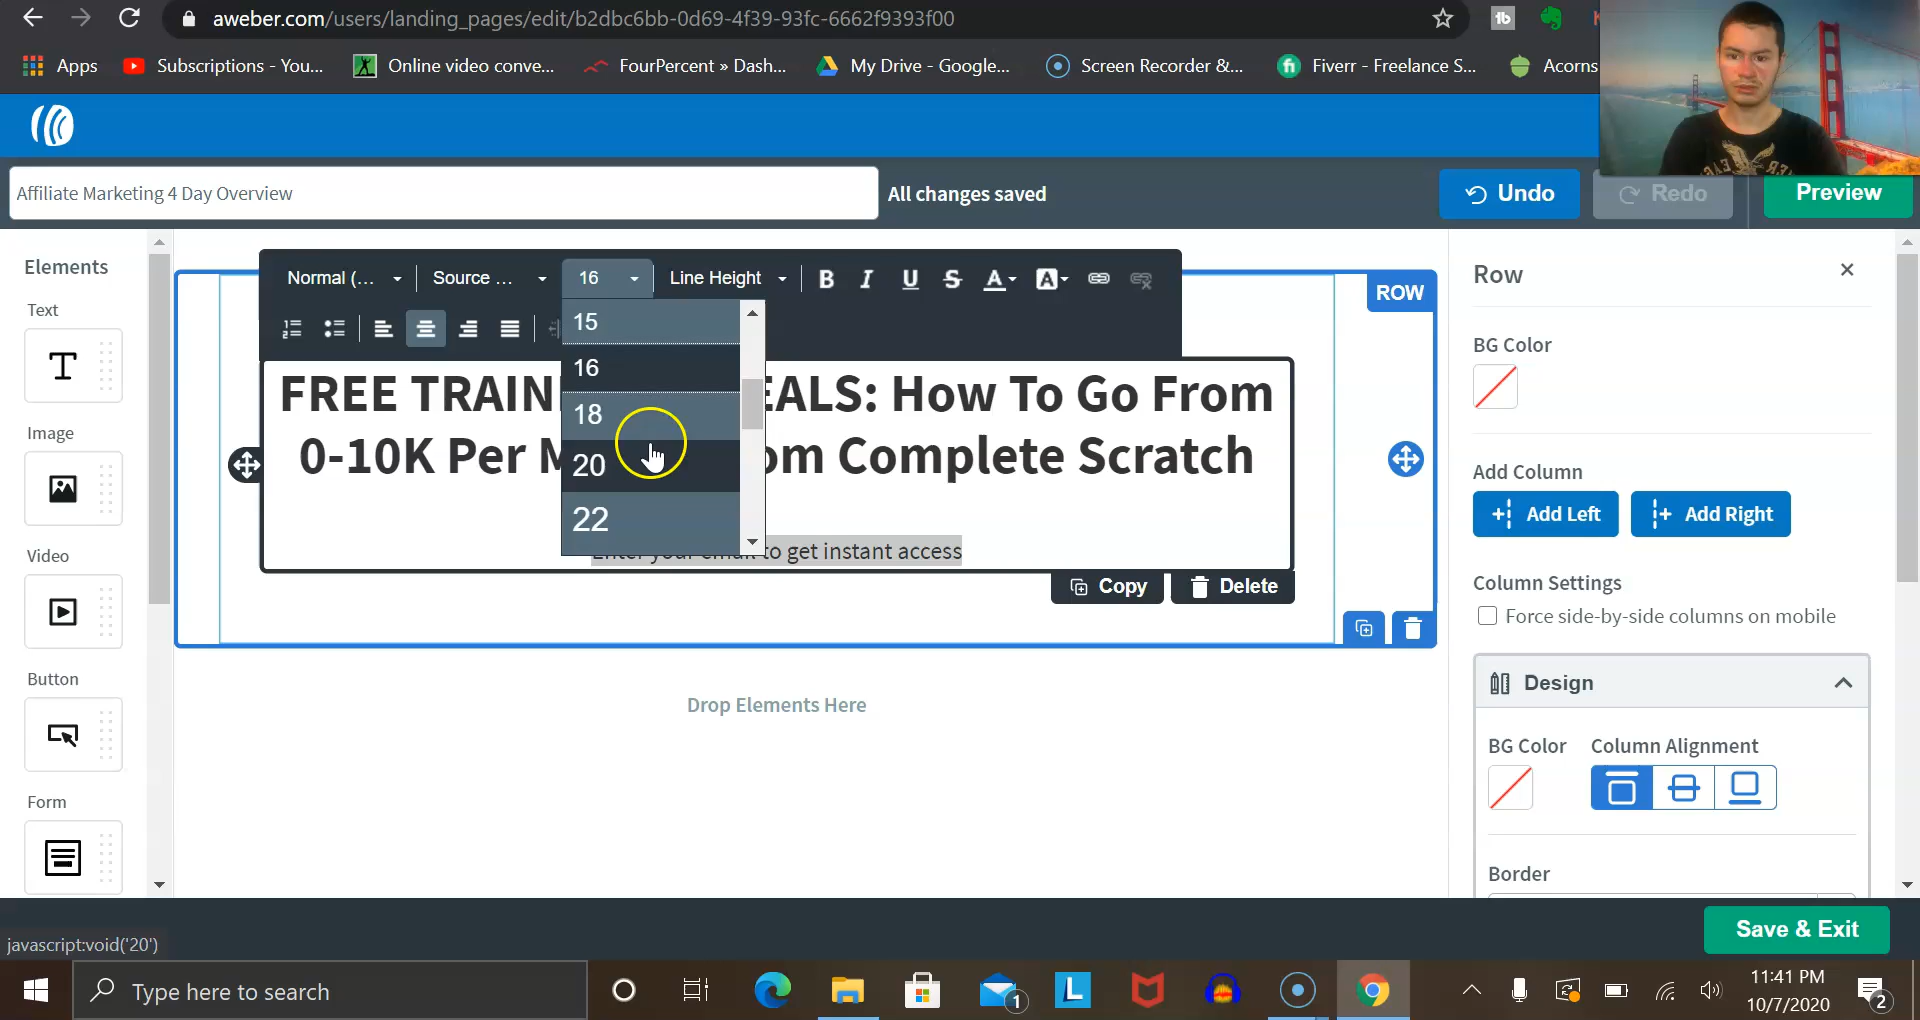 aweber.com/users/landing_pages/edit/b2dbc6bb-0d69-4f39-93fc-6662f9393f00
Apps
Subscriptions - You...
Online video conve...
FourPercent » Dash...
My Drive - Google...
Screen Recorder &...
Fiverr - Freelance S...
Acorns
Affiliate Marketing 4 Day Overview
All changes saved
Undo
Redo
Preview
Elements
Text
Image
Video
Button
Form
Normal (...
Source ...
16
Line Height
B I U S A A
15
16
18
20
22
ROW
FREE TRAIN
EALS: How To Go From
0-10K Per M
om Complete Scratch
Enter your email to get instant access
Copy
Delete
Drop Elements Here
Row
BG Color
Add Column
Add Left
Add Right
Column Settings
Force side-by-side columns on mobile
Design
BG Color
Column Alignment
Border
Save & Exit
javascript:void('20')
Type here to search
1
L
11:41 PM
10/7/2020
2